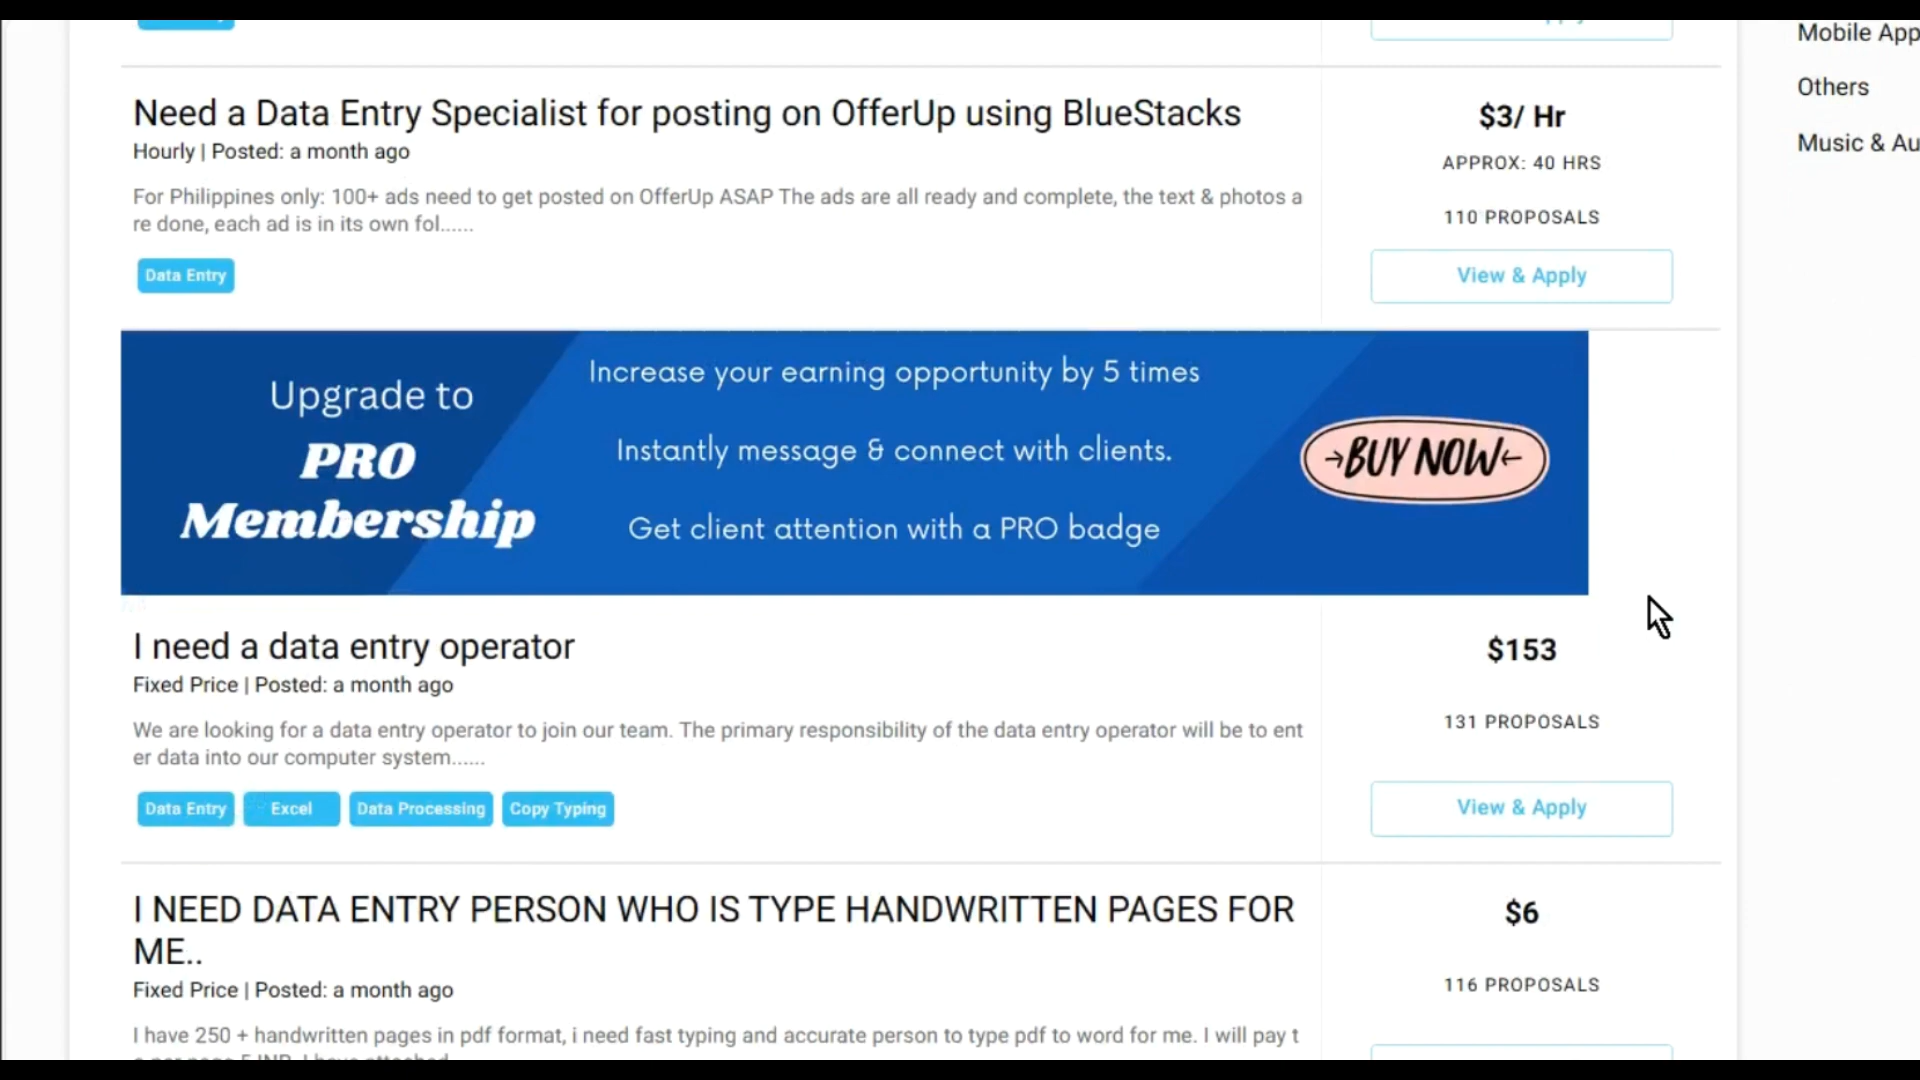 Mobile App
Need a Data Entry Specialist for posting on OfferUp using BlueStacks
$3/ Hr
Others
Hourly | Posted: a month ago
APPROX: 40 HRS
Music & Au
For Philippines only: 100+ ads need to get posted on OfferUp ASAP The ads are all ready and complete, the text & photos a
re done, each ad is in its own fol......
110 PROPOSALS
Data Entry
View & Apply
Upgrade to
PRO
Membership
Increase your earning opportunity by 5 times
Instantly message & connect with clients.
Get client attention with a PRO badge
→BUY NOW←
I need a data entry operator
$153
Fixed Price | Posted: a month ago
We are looking for a data entry operator to join our team. The primary responsibility of the data entry operator will be to ent
er data into our computer system......
131 PROPOSALS
Data Entry Excel Data Processing Copy Typing
View & Apply
I NEED DATA ENTRY PERSON WHO IS TYPE HANDWRITTEN PAGES FOR
ME..
$6
Fixed Price | Posted: a month ago
116 PROPOSALS
I have 250 + handwritten pages in pdf format, i need fast typing and accurate person to type pdf to word for me. I will pay t